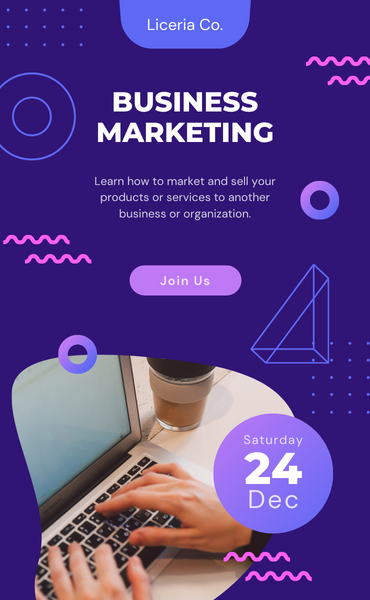 Liceria Co.
BUSINESS
MARKETING
Learn how to market and sell your
products or services to another
business or organization.
Join Us
Saturday
24
Dec